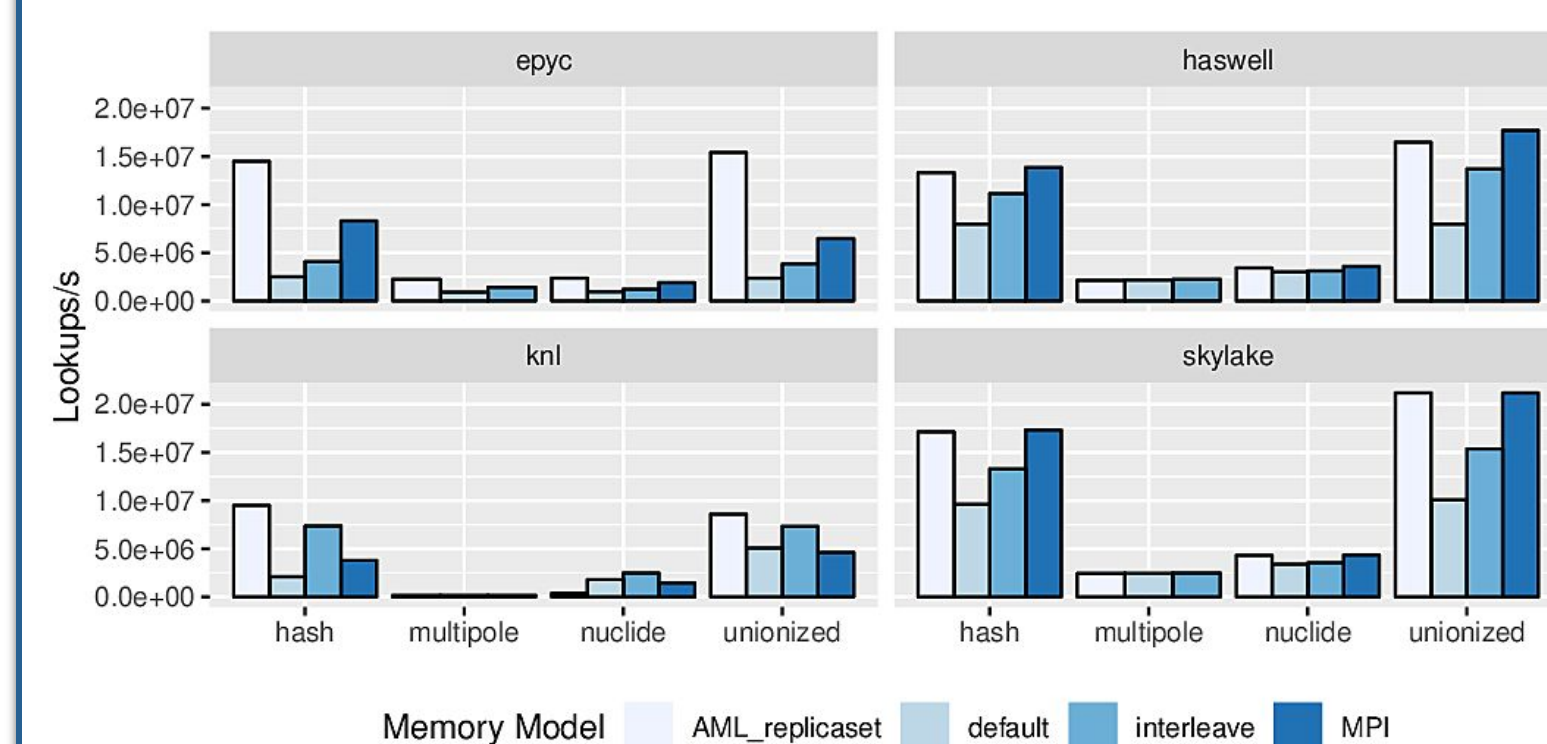 epyc
haswell
2.0e+07
1.5e+07
1.0e+07
5.0e+06
0.0e+00
Lookups/s
knl
skylake
2.0e+07
1.5e+07
1.0e+07
5.0e+06
0.0e+00
hash multipole nuclide unionized
hash multipole nuclide unionized
Memory Model AML_replicaset default interleave MPI